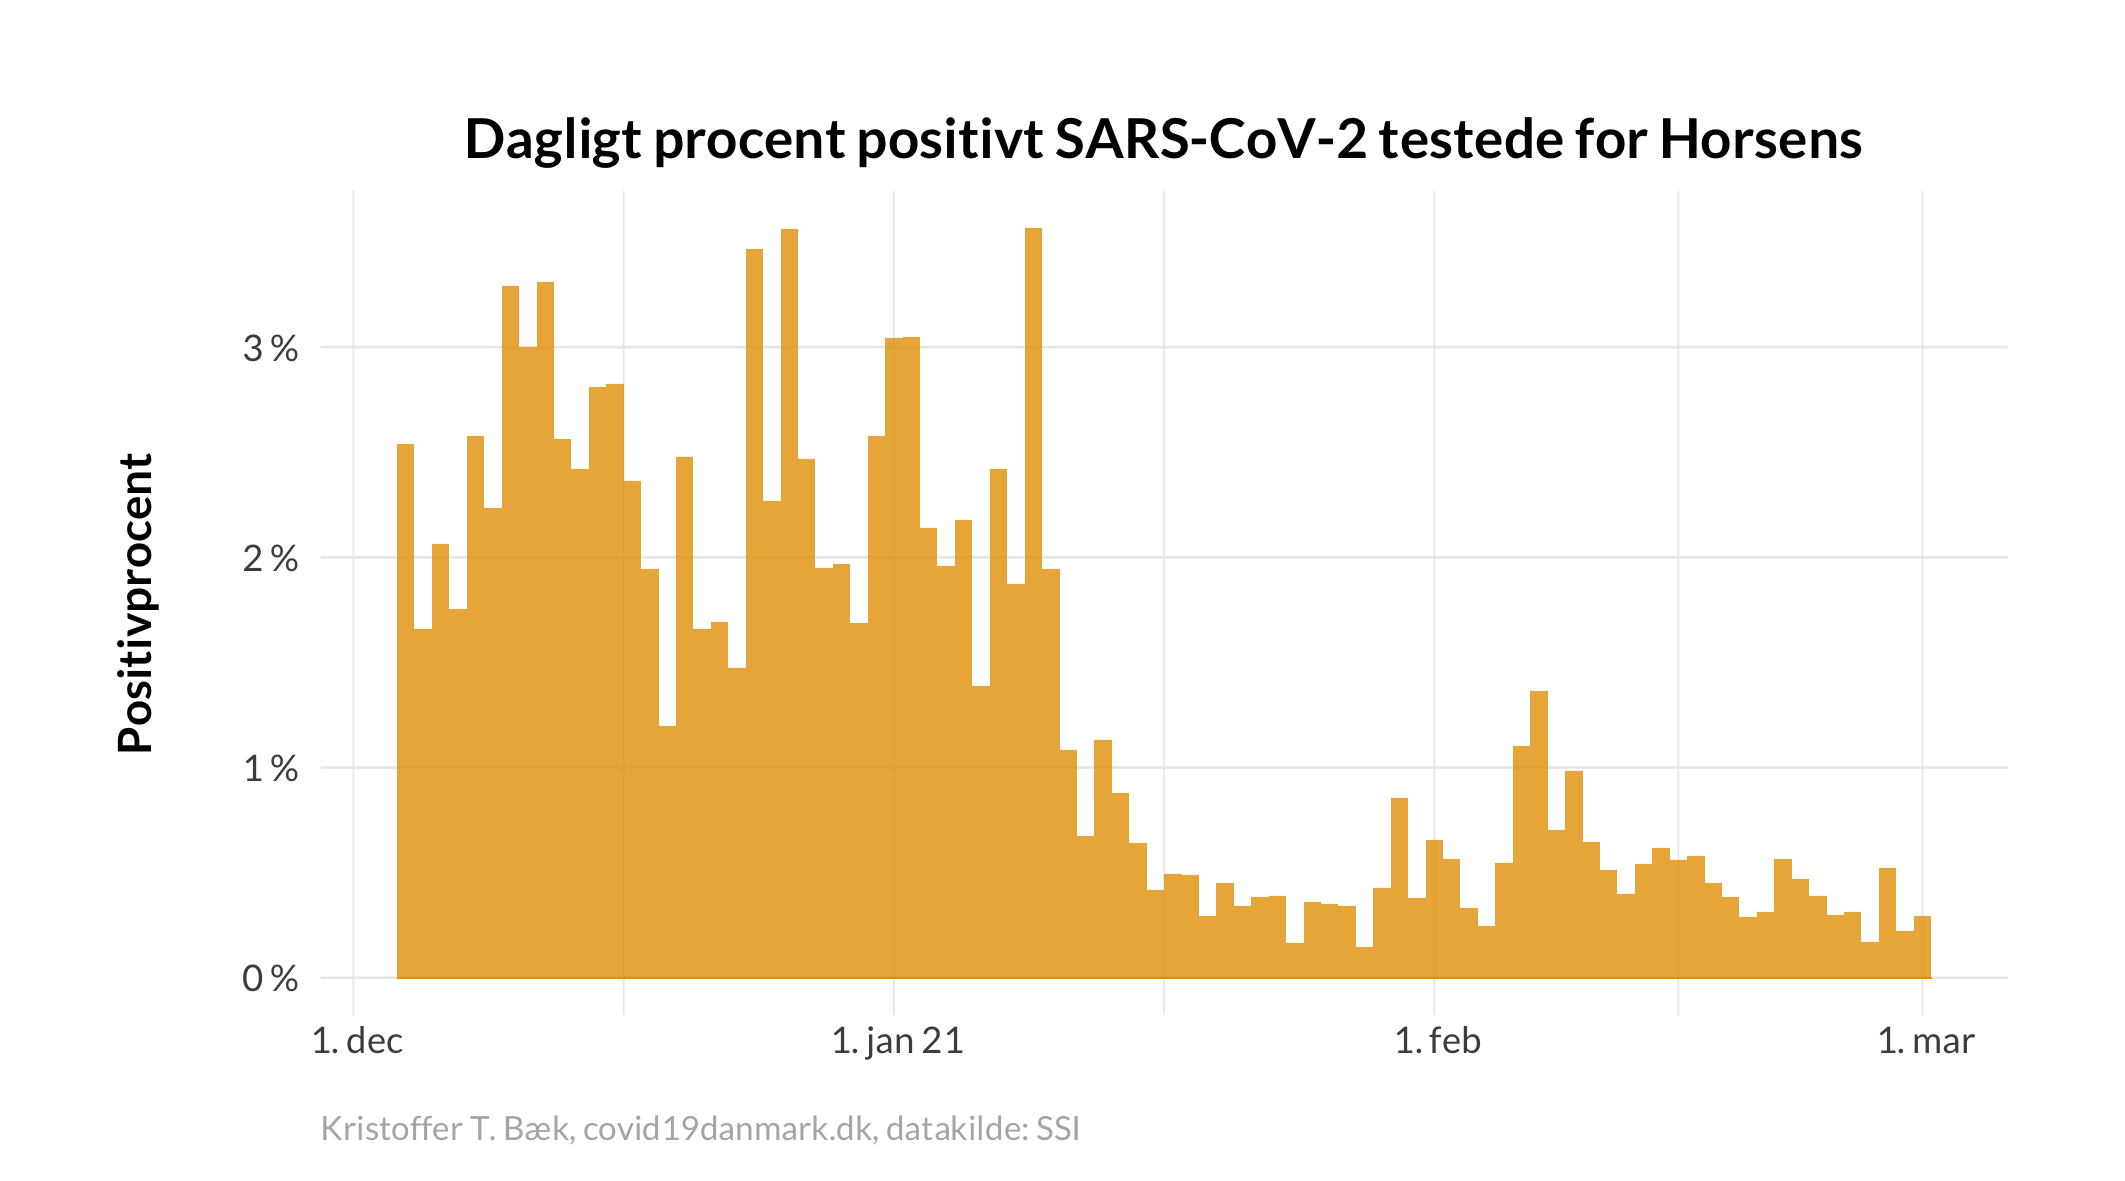 Dagligt procent positivt SARS-CoV-2 testede for Horsens
Positivprocent
3 %
2 %
1 %
0 %
1. dec
1. jan 21
1. feb
1. mar
Kristoffer T. Bæk, covid19danmark.dk, datakilde: SSI